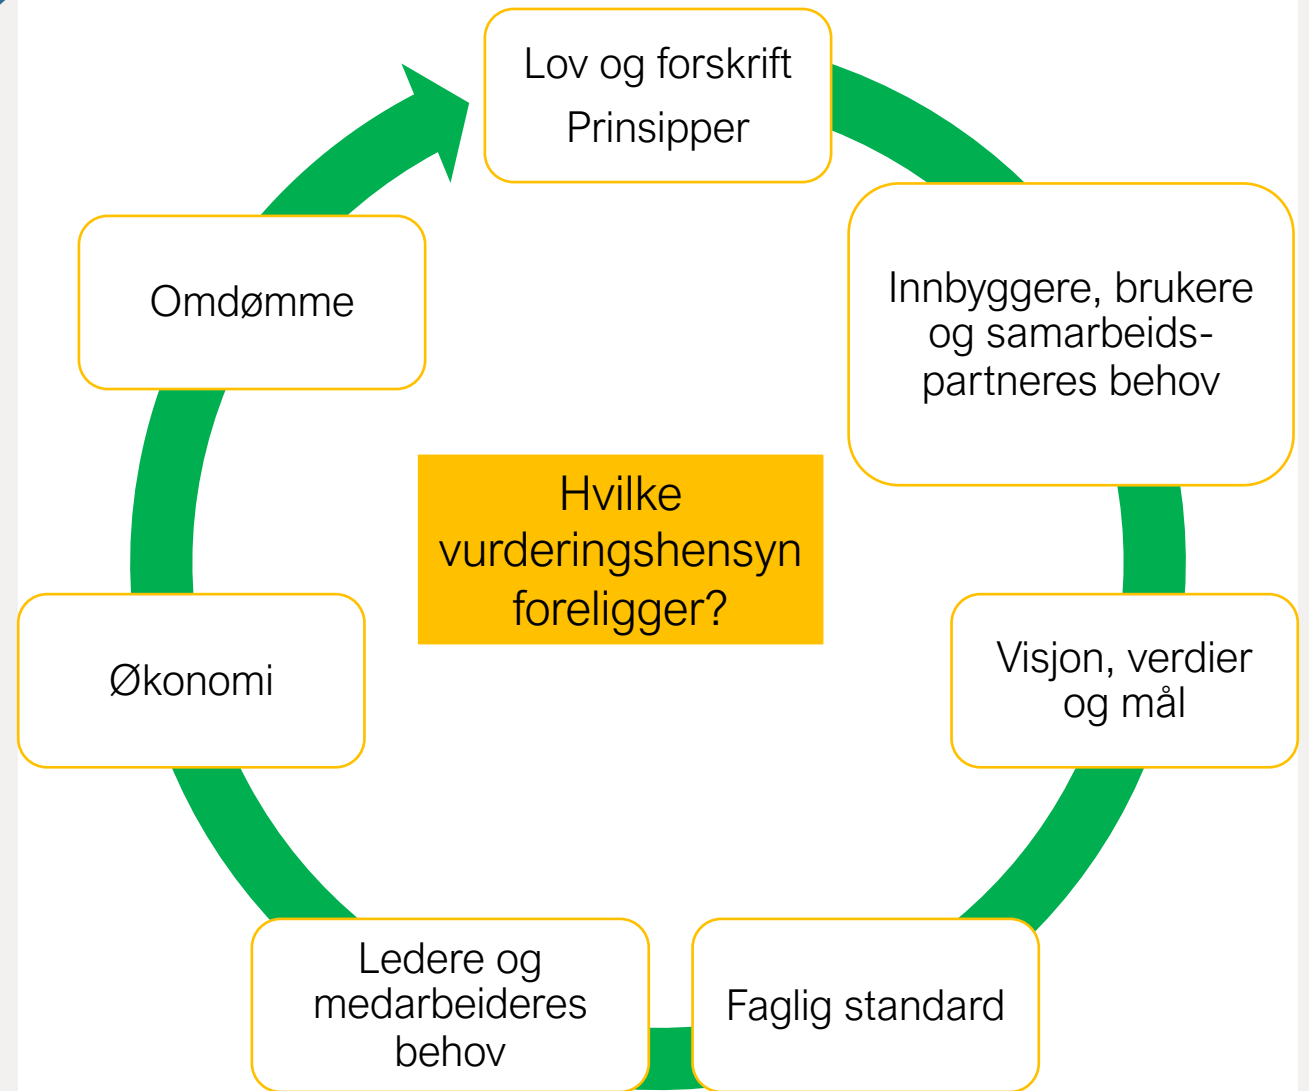 Lov og forskrift
Prinsipper
Innbyggere, brukere
og samarbeids-
partneres behov
Visjon, verdier
og mål
Faglig standard
Ledere og
medarbeideres
behov
Økonomi
Omdømme
Hvilke
vurderingshensyn
foreligger?